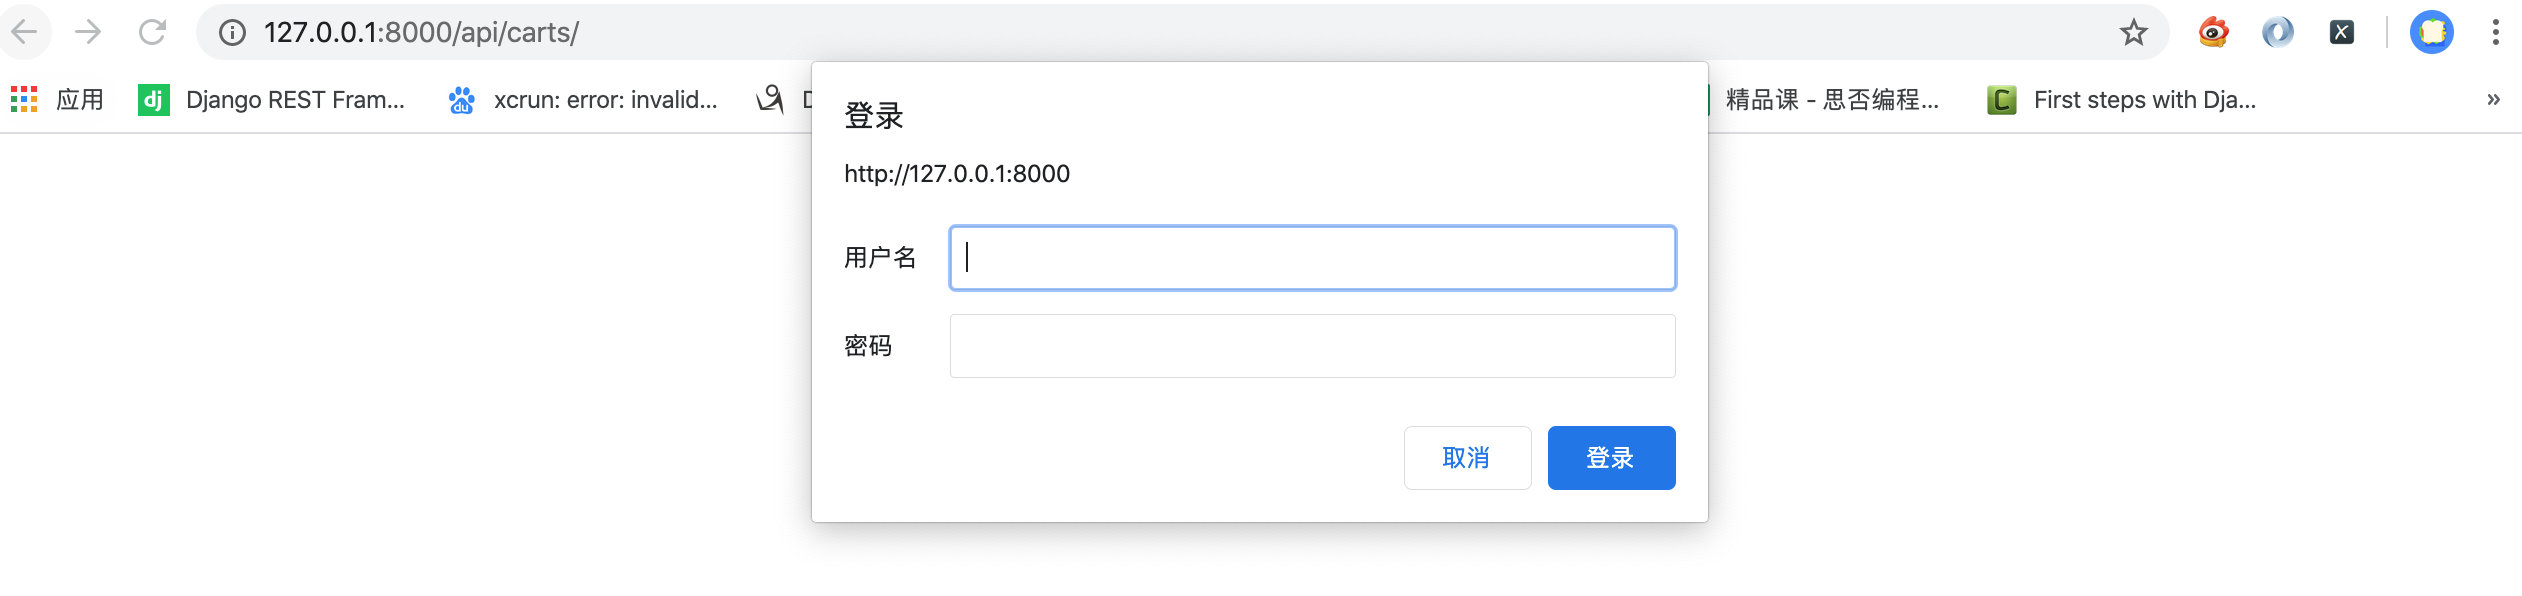 127.0.0.1:8000/api/carts/
应用 dj Django REST Fram... du xcrun: error: invalid... 精品课 - 思否编程... C First steps with Dja... »
登录
http://127.0.0.1:8000
用户名
密码
取消 登录